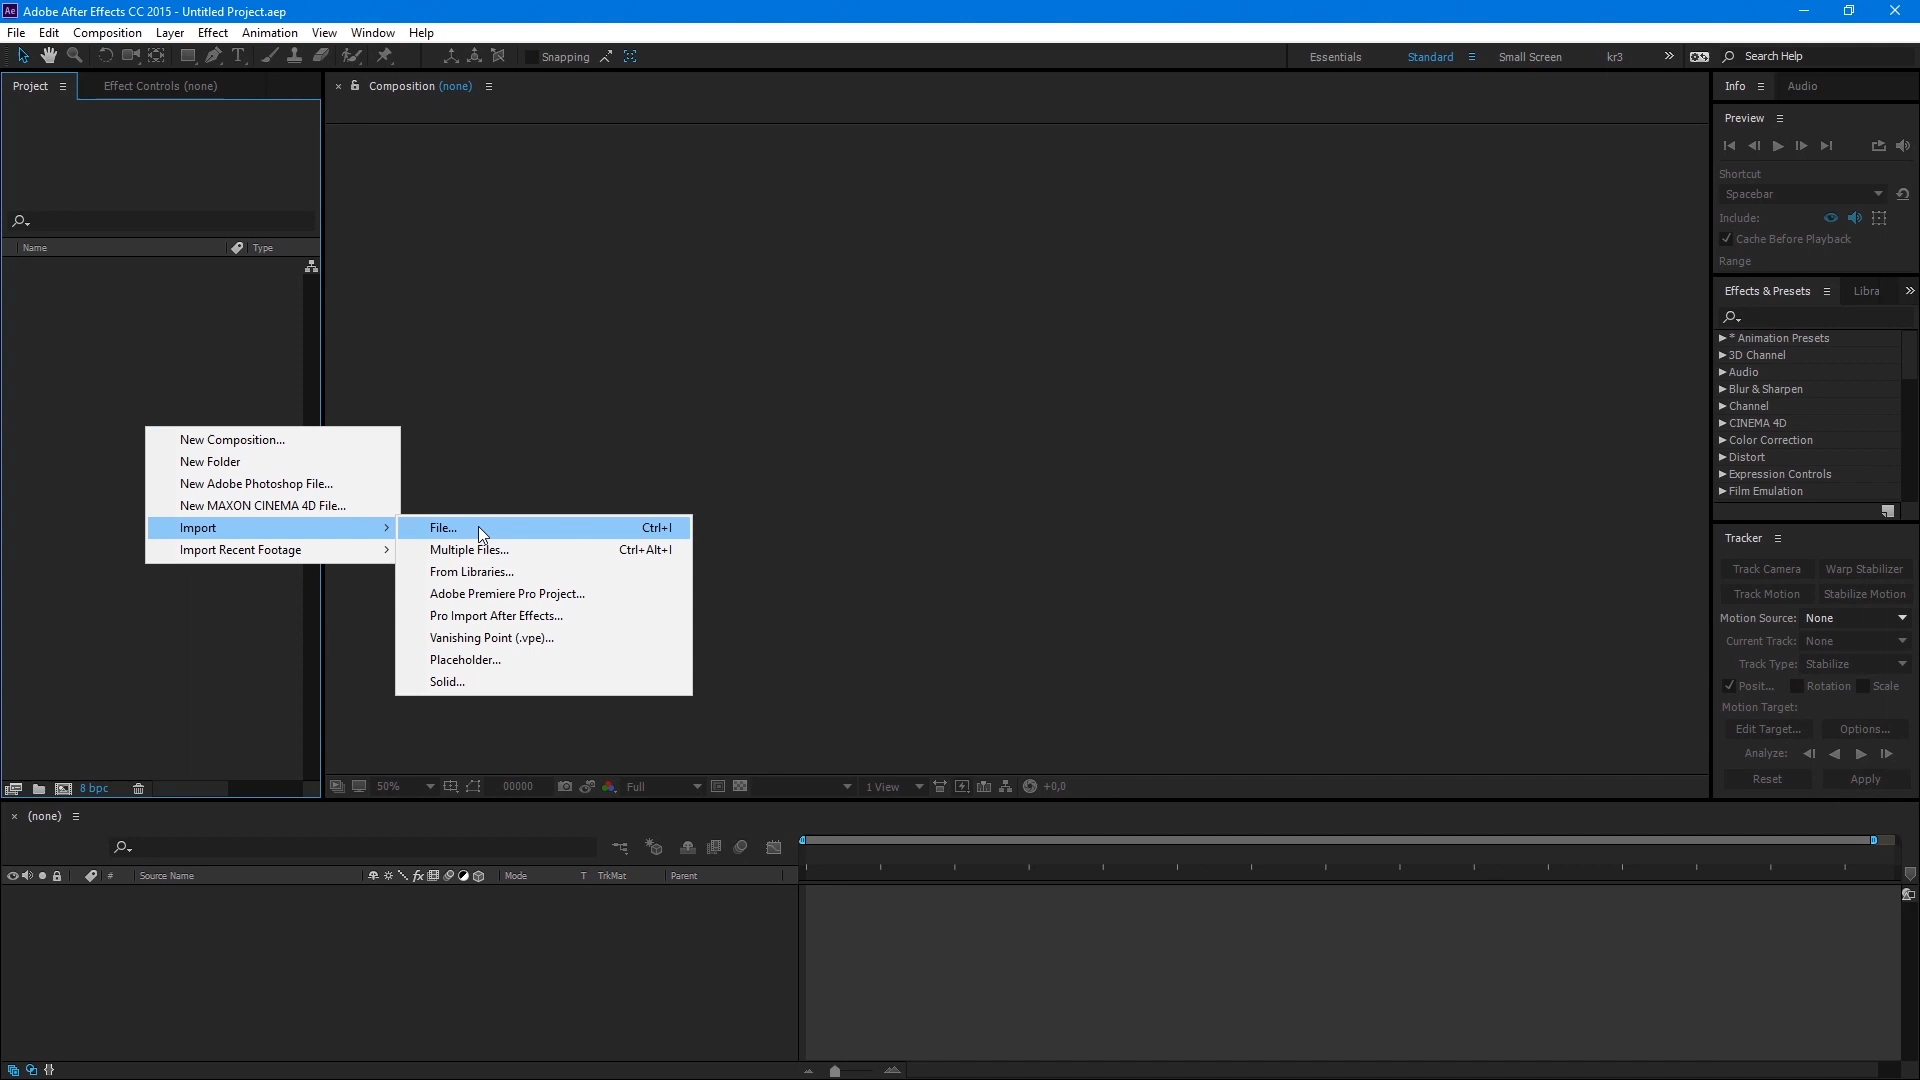 Ae Adobe After Effects CC 2015 - Untitled Project.aep
File Edit Composition Layer Effect Animation View Window Help
T Snapping Essentials Standard Small Screen kr3 Search Help
Project Effect Controls (none)
Composition (none)
Info Audio
Preview
Shortcut
Spacebar
Include:
Cache Before Playback
Range
Name Type
Effects & Presets Libra
* Animation Presets
3D Channel
Audio
Blur & Sharpen
Channel
CINEMA 4D
Color Correction
Distort
Expression Controls
Film Emulation
New Composition...
New Folder
New Adobe Photoshop File...
New MAXON CINEMA 4D File...
Import
Import Recent Footage
File... Ctrl+I
Multiple Files... Ctrl+Alt+I
From Libraries...
Adobe Premiere Pro Project...
Pro Import After Effects...
Vanishing Point (.vpe)...
Placeholder...
Solid...
Tracker
Track Camera Warp Stabilizer
Track Motion Stabilize Motion
Motion Source: None
Current Track: None
Track Type: Stabilize
Posit... Rotation Scale
Motion Target:
Edit Target... Options...
Analyze:
Reset Apply
8 bpc
50% 00000 Full 1 View +0,0
(none)
# Source Name fx Mode T TrkMat Parent